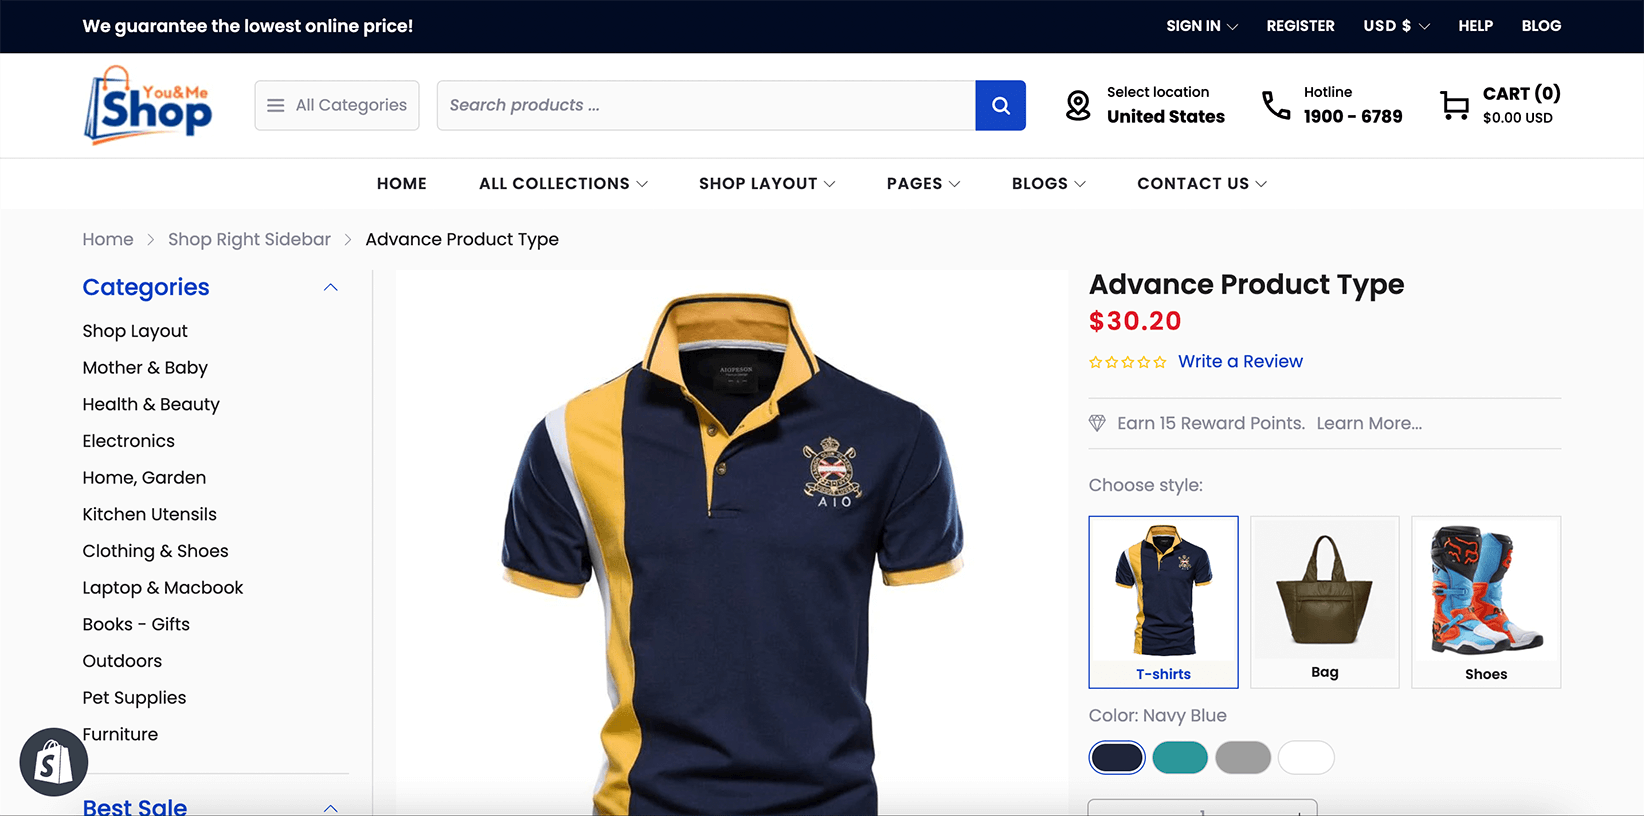 We guarantee the lowest online price!
SIGN IN
REGISTER
USD $
HELP
BLOG
You&Me
Shop
All Categories
Search products ...
Select location
United States
Hotline
1900 - 6789
CART (0)
$0.00 USD
HOME
ALL COLLECTIONS
SHOP LAYOUT
PAGES
BLOGS
CONTACT US
Home
Shop Right Sidebar
Advance Product Type
Categories
Shop Layout
Mother & Baby
Health & Beauty
Electronics
Home, Garden
Kitchen Utensils
Clothing & Shoes
Laptop & Macbook
Books - Gifts
Outdoors
Pet Supplies
Furniture
S
Best Sale
AIOPESON
AIO
Advance Product Type
$30.20
Write a Review
Earn 15 Reward Points. Learn More...
Choose style:
T-shirts
Bag
Shoes
Color: Navy Blue